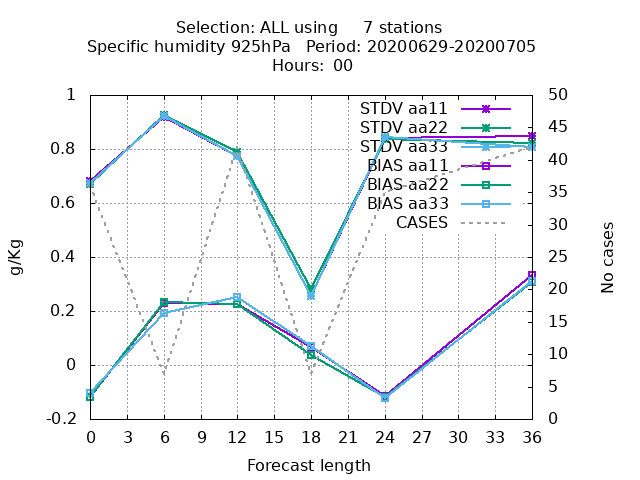 Selection: ALL using     7 stations
Specific humidity 925hPa   Period: 20200629-20200705
Hours:  00
g/Kg
1
0.8
0.6
0.4
0.2
0
-0.2
STDV aa11
STDV aa22
STDV aa33
BIAS aa11
BIAS aa22
BIAS aa33
CASES
50
45
40
35
30
25
20
15
10
5
0
No cases
0 3 6 9 12 15 18 21 24 27 30 33 36
Forecast length